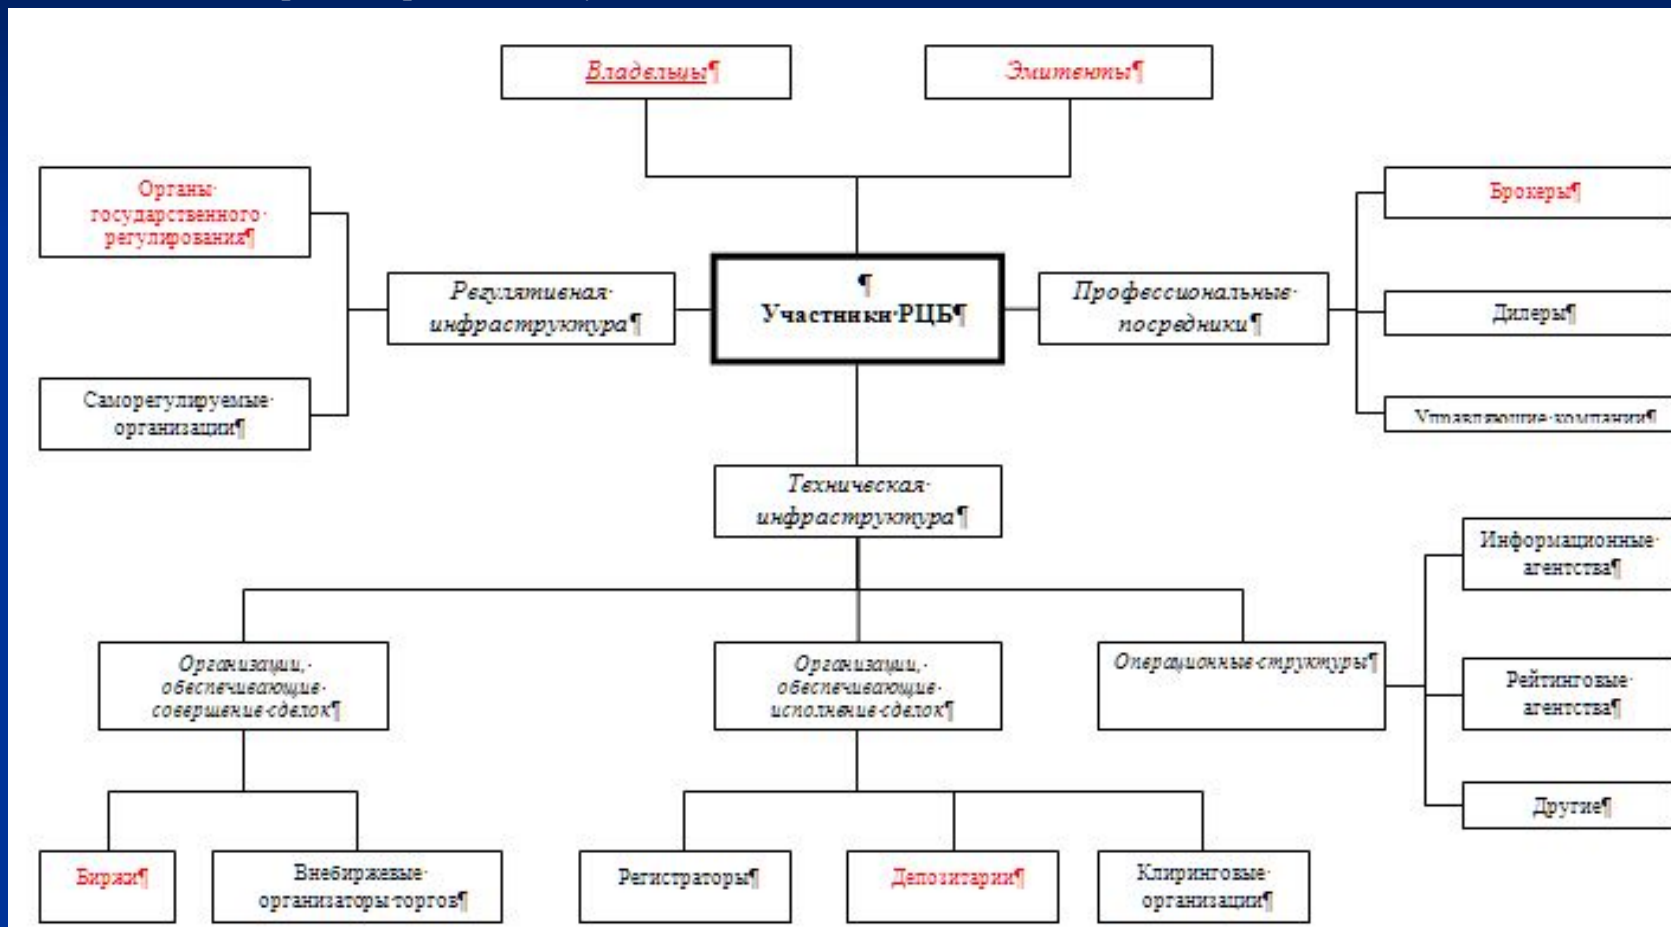 Владельцы¶
Эмитенты¶
Органы·
государственного·
регулирования¶
Брокеры¶
Регулятивная·
инфраструктура¶
¶
Участники·РЦБ¶
Профессиональные·
посредники¶
Дилеры¶
Саморегулируемые·
организации¶
Управляющие·компании¶
Техническая·
инфраструктура¶
Информационные·
агентства¶
Организации,·
обеспечивающие·
совершение·сделок¶
Организации,·
обеспечивающие·
исполнение·сделок¶
Операционные·структуры¶
Рейтинговые·
агентства¶
Другие¶
Биржи¶
Внебиржевые·
организаторы·торгов¶
Регистраторы¶
Депозитарии¶
Клиринговые·
организации¶